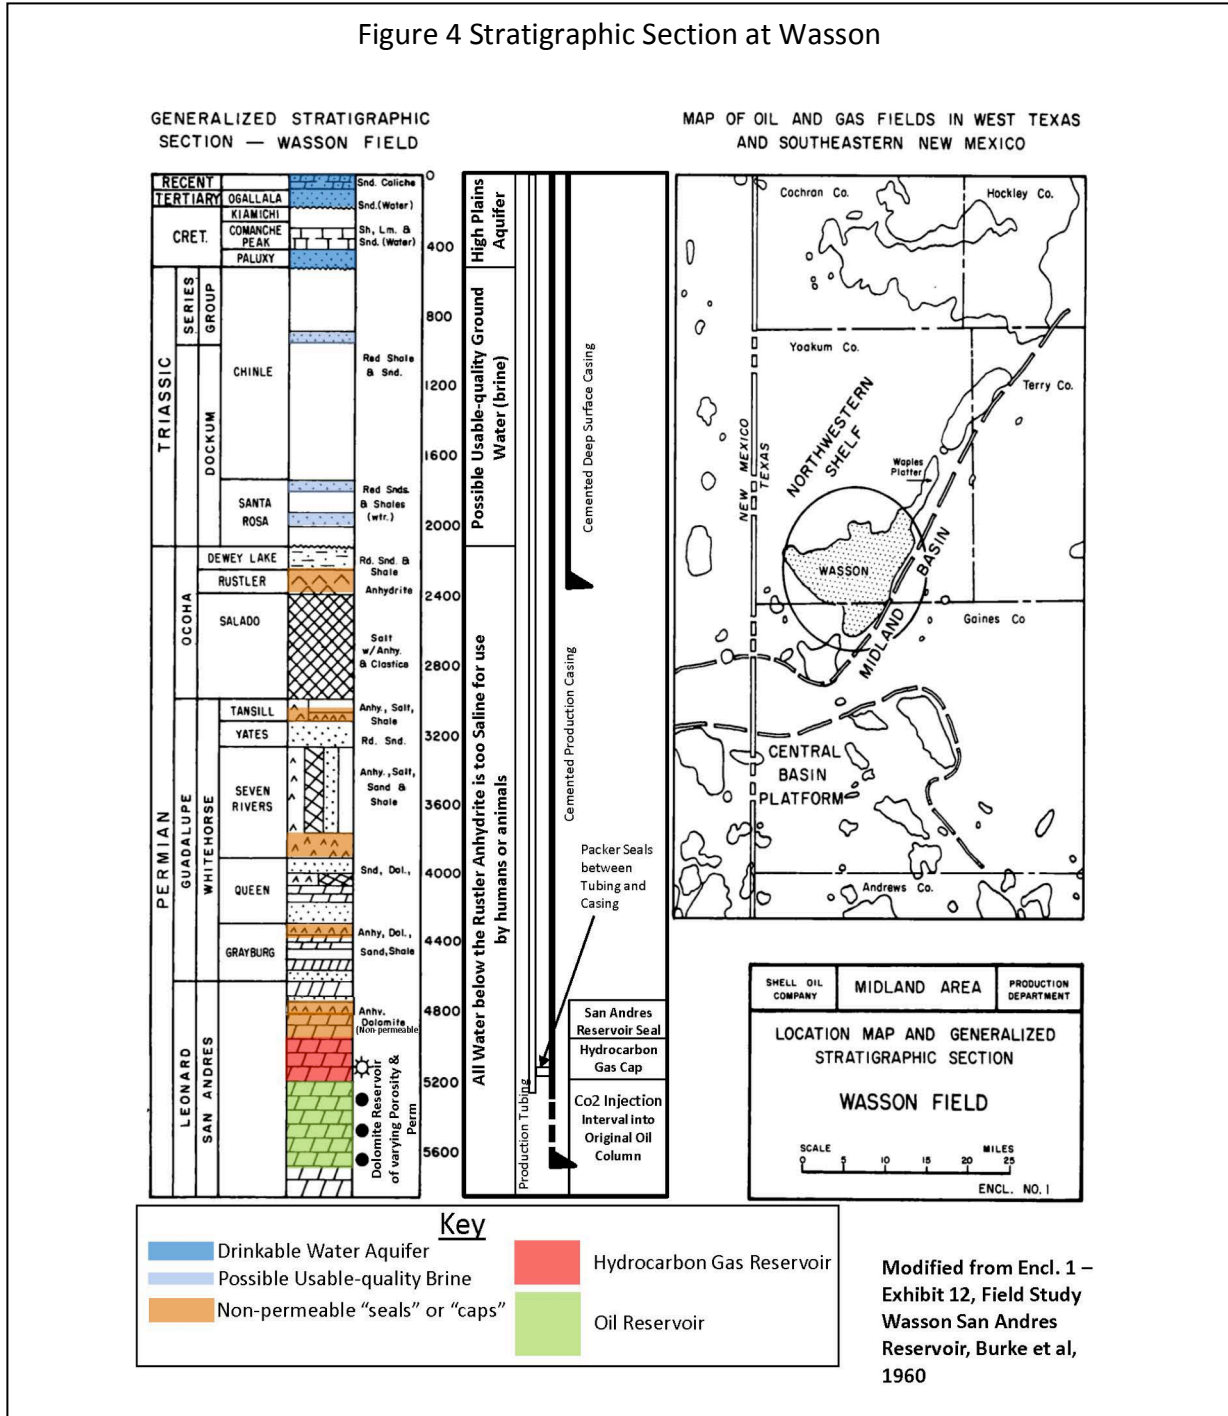 Figure 4 Stratigraphic Section at Wasson
GENERALIZED STRATIGRAPHIC
SECTION — WASSON FIELD
RECENT
TERTIARY
OGALLALA
KIAMICHI
CRET.
COMANCHE
PEAK
PALUXY
TRIASSIC
SERIES
GROUP
DOCKUM
CHINLE
SANTA
ROSA
PERMIAN
OCOHA
DEWEY LAKE
RUSTLER
SALADO
GUADALUPE
WHITEHORSE
TANSILL
YATES
SEVEN
RIVERS
QUEEN
GRAYBURG
LEONARD
SAN ANDRES
Snd. Caliche
Snd.(Water)
Sh, Lm. &
Snd.(Water)
Red Shale
& Snd.
Red Snds.
& Shales
(wtr.)
Rd. Snd. &
Shale
Anhydrite
Salt
w/Anhy.
& Clastics
Anhy., Salt,
Shale
Rd. Snd.
Anhy.,Salt,
Sand &
Shale
Snd, Dol.,
Anhy, Dol.,
Sand,Shale
Anhy.
Dolomite
(Non-permeable)
Dolomite Reservoir
of varying Porosity &
Perm
0
400
800
1200
1600
2000
2400
2800
3200
3600
4000
4400
4800
5200
5600
High Plains
Aquifer
Possible Usable-quality Ground
Water (brine)
All Water below the Rustler Anhydrite is too Saline for use
by humans or animals
Production Tubing
Cemented Deep Surface Casing
Cemented Production Casing
Packer Seals
between
Tubing and
Casing
San Andres
Reservoir Seal
Hydrocarbon
Gas Cap
Co2 Injection
Interval into
Original Oil
Column
MAP OF OIL AND GAS FIELDS IN WEST TEXAS
AND SOUTHEASTERN NEW MEXICO
Cochran Co.
Hockley Co.
Yoakum Co.
Terry Co.
NEW MEXICO
TEXAS
NORTHWESTERN
SHELF
Waples
Platter
WASSON
MIDLAND BASIN
Gaines Co
CENTRAL
BASIN
PLATFORM
Andrews Co.
SHELL OIL
COMPANY
MIDLAND AREA
PRODUCTION
DEPARTMENT
LOCATION MAP AND GENERALIZED
STRATIGRAPHIC SECTION
WASSON FIELD
SCALE MILES
0 5 10 15 20 25
ENCL. NO. 1
Key
Drinkable Water Aquifer
Possible Usable-quality Brine
Non-permeable “seals” or “caps”
Hydrocarbon Gas Reservoir
Oil Reservoir
Modified from Encl. 1 –
Exhibit 12, Field Study
Wasson San Andres
Reservoir, Burke et al,
1960